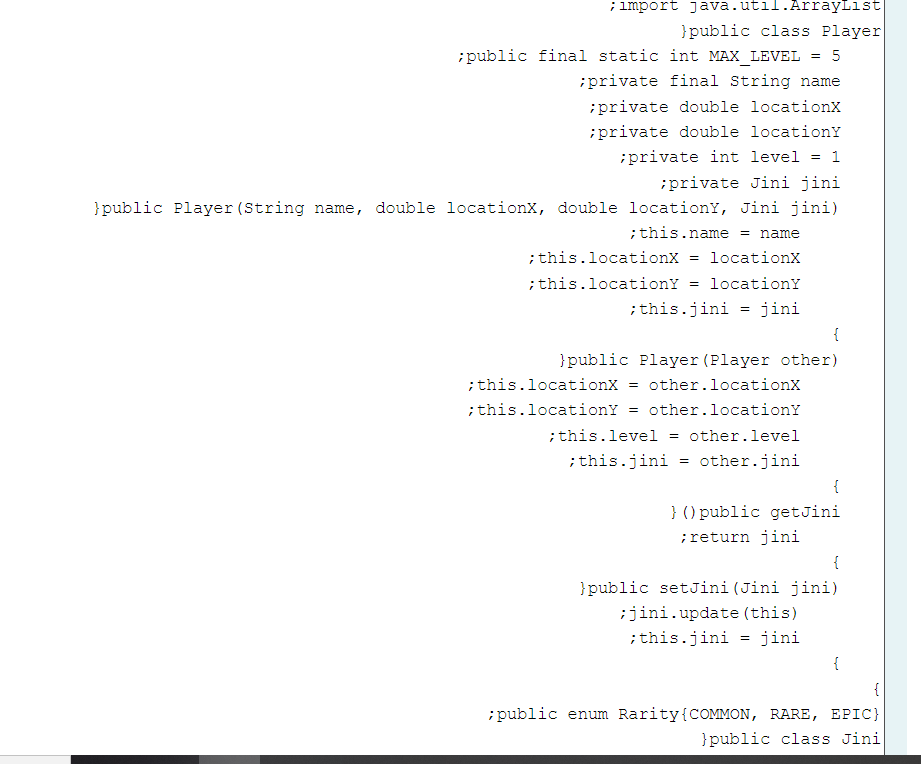 ;import java.util.ArrayList
}public class Player
;public final static int MAX_LEVEL = 5
;private final String name
;private double locationX
;private double locationY
;private int level = 1
;private Jini jini
}public Player(String name, double locationX, double locationY, Jini jini)
;this.name = name
;this.locationX = locationX
;this.locationY = locationY
;this.jini = jini
{
}public Player(Player other)
;this.locationX = other.locationX
;this.locationY = other.locationY
;this.level = other.level
;this.jini = other.jini
{
}()public getJini
;return jini
{
}public setJini(Jini jini)
;jini.update(this)
;this.jini = jini
{
{
;public enum Rarity{COMMON, RARE, EPIC}
}public class Jini